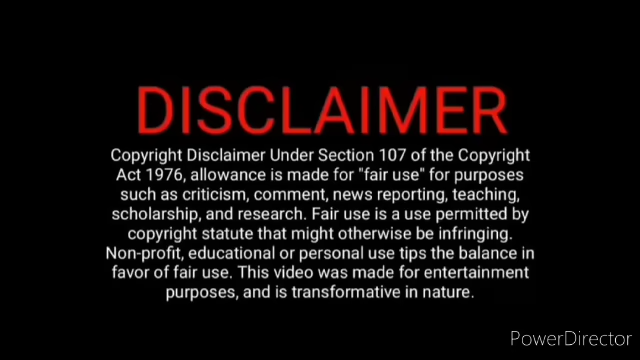 DISCLAIMER
Copyright Disclaimer Under Section 107 of the Copyright
Act 1976, allowance is made for "fair use" for purposes
such as criticism, comment, news reporting, teaching,
scholarship, and research. Fair use is a use permitted by
copyright statute that might otherwise be infringing.
Non-profit, educational or personal use tips the balance in
favor of fair use. This video was made for entertainment
purposes, and is transformative in nature.
PowerDirector